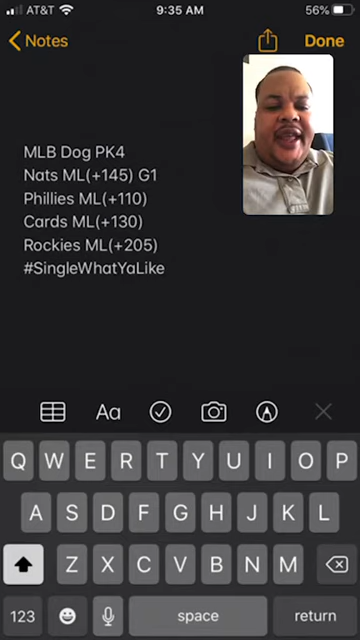 AT&T 9:35 AM 56%
Notes Done
MLB Dog PK4
Nats ML(+145) G1
Phillies ML(+110)
Cards ML(+130)
Rockies ML(+205)
#SingleWhatYaLike
Aa
Q W E R T Y U I O P
A S D F G H J K L
Z X C V B N M
123 space return